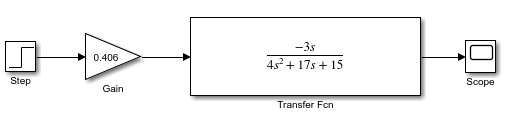 0.406
-3s
4s² + 17s + 15
Step
Gain
Transfer Fcn
Scope